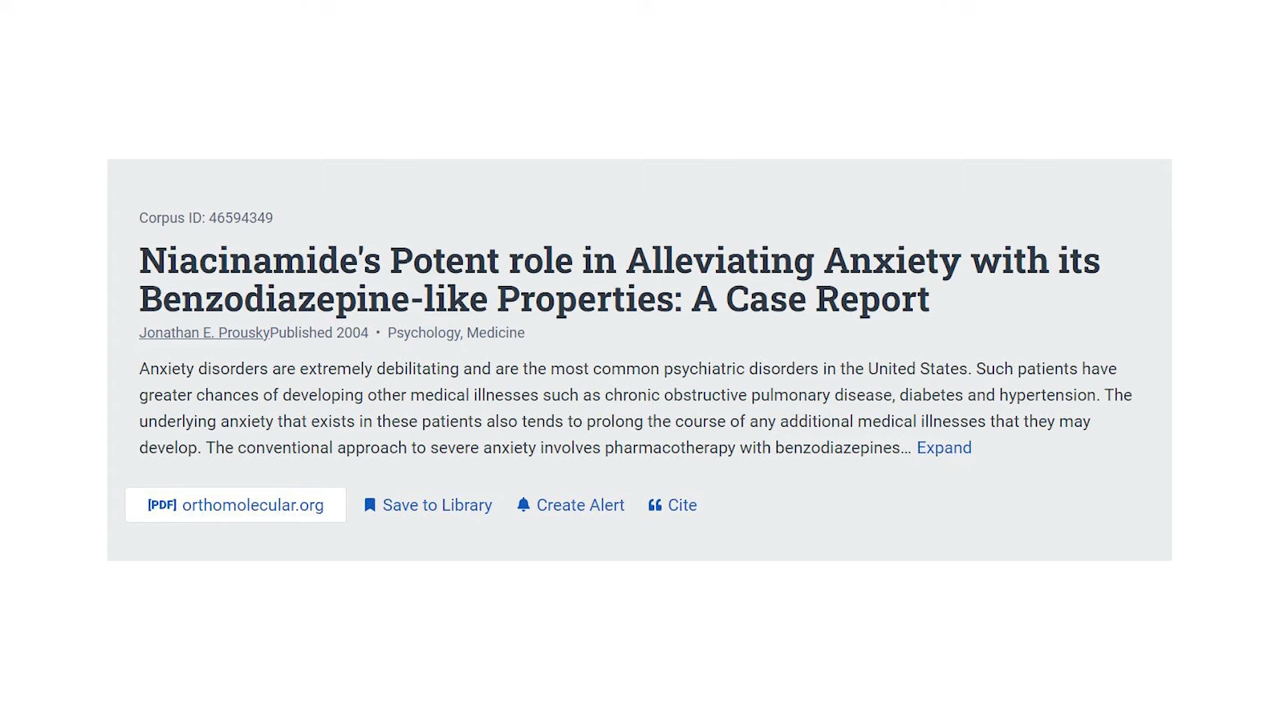 Corpus ID: 46594349
Niacinamide's Potent role in Alleviating Anxiety with its
Benzodiazepine-like Properties: A Case Report
Jonathan E. ProuskyPublished 2004 • Psychology, Medicine
Anxiety disorders are extremely debilitating and are the most common psychiatric disorders in the United States. Such patients have
greater chances of developing other medical illnesses such as chronic obstructive pulmonary disease, diabetes and hypertension. The
underlying anxiety that exists in these patients also tends to prolong the course of any additional medical illnesses that they may
develop. The conventional approach to severe anxiety involves pharmacotherapy with benzodiazepines… Expand
[PDF] orthomolecular.org Save to Library Create Alert Cite